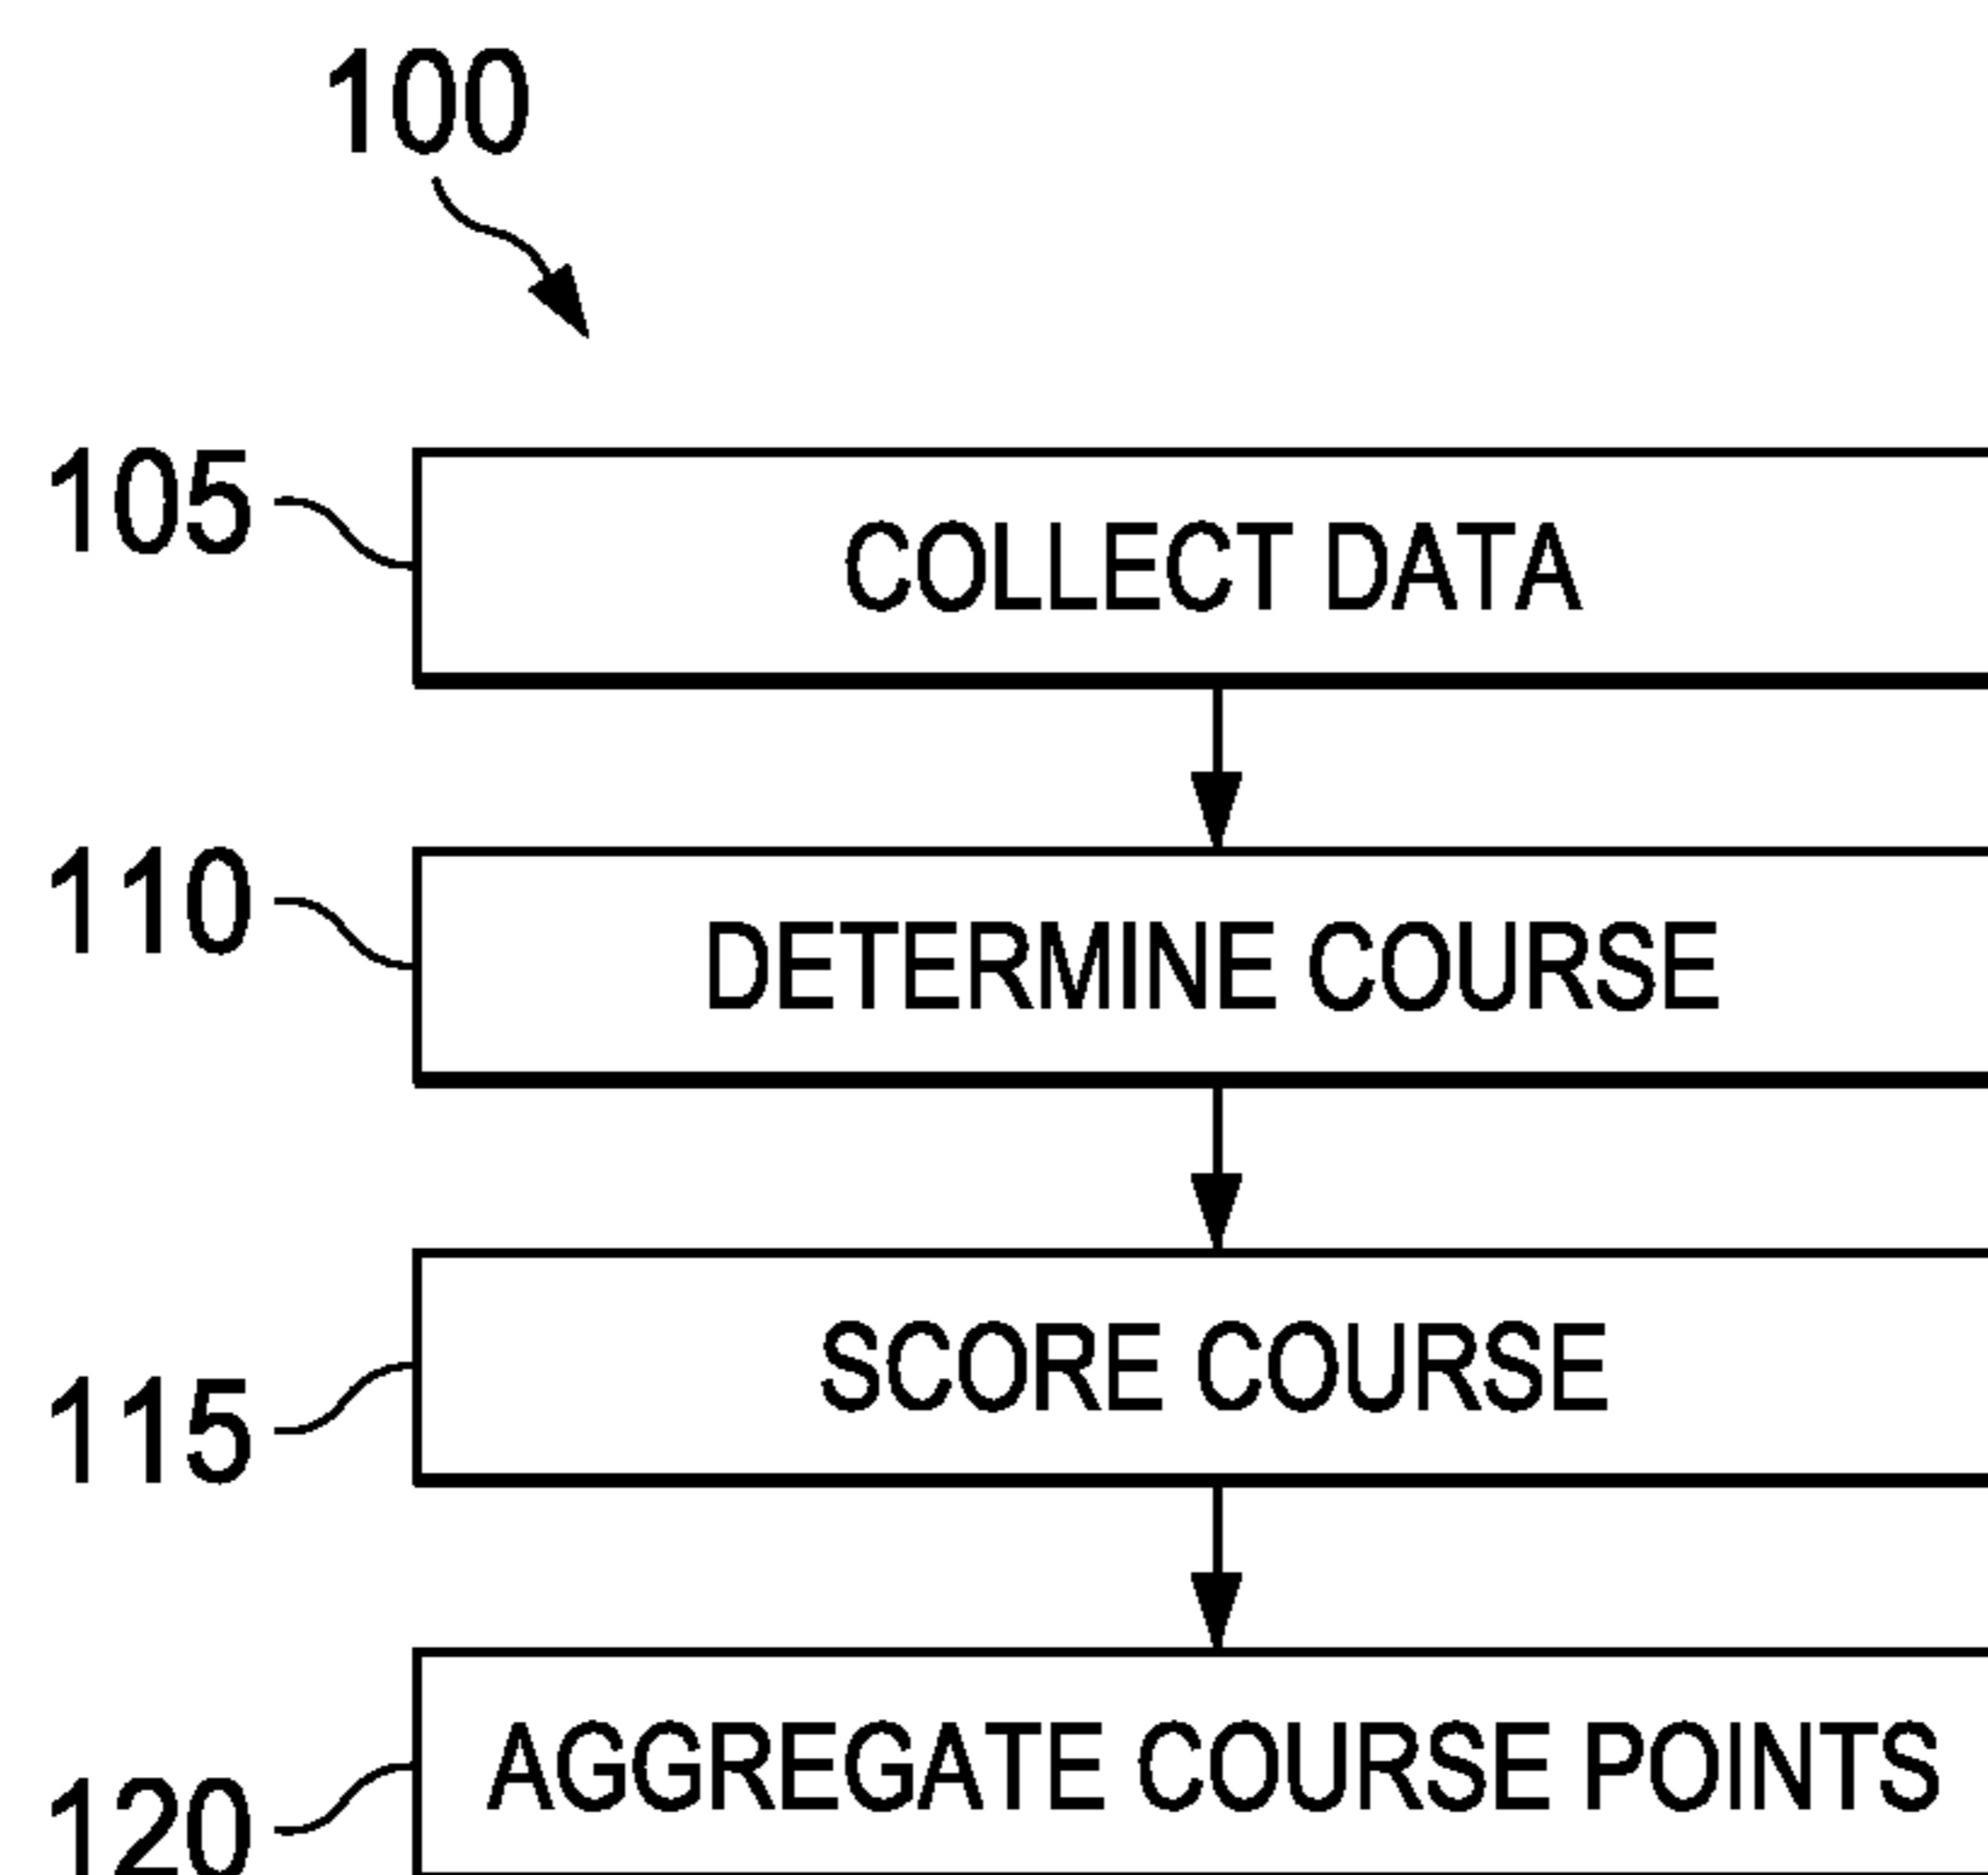 100
105
COLLECT DATA
110
DETERMINE COURSE
SCORE COURSE
115
AGGREGATE COURSE POINTS
120